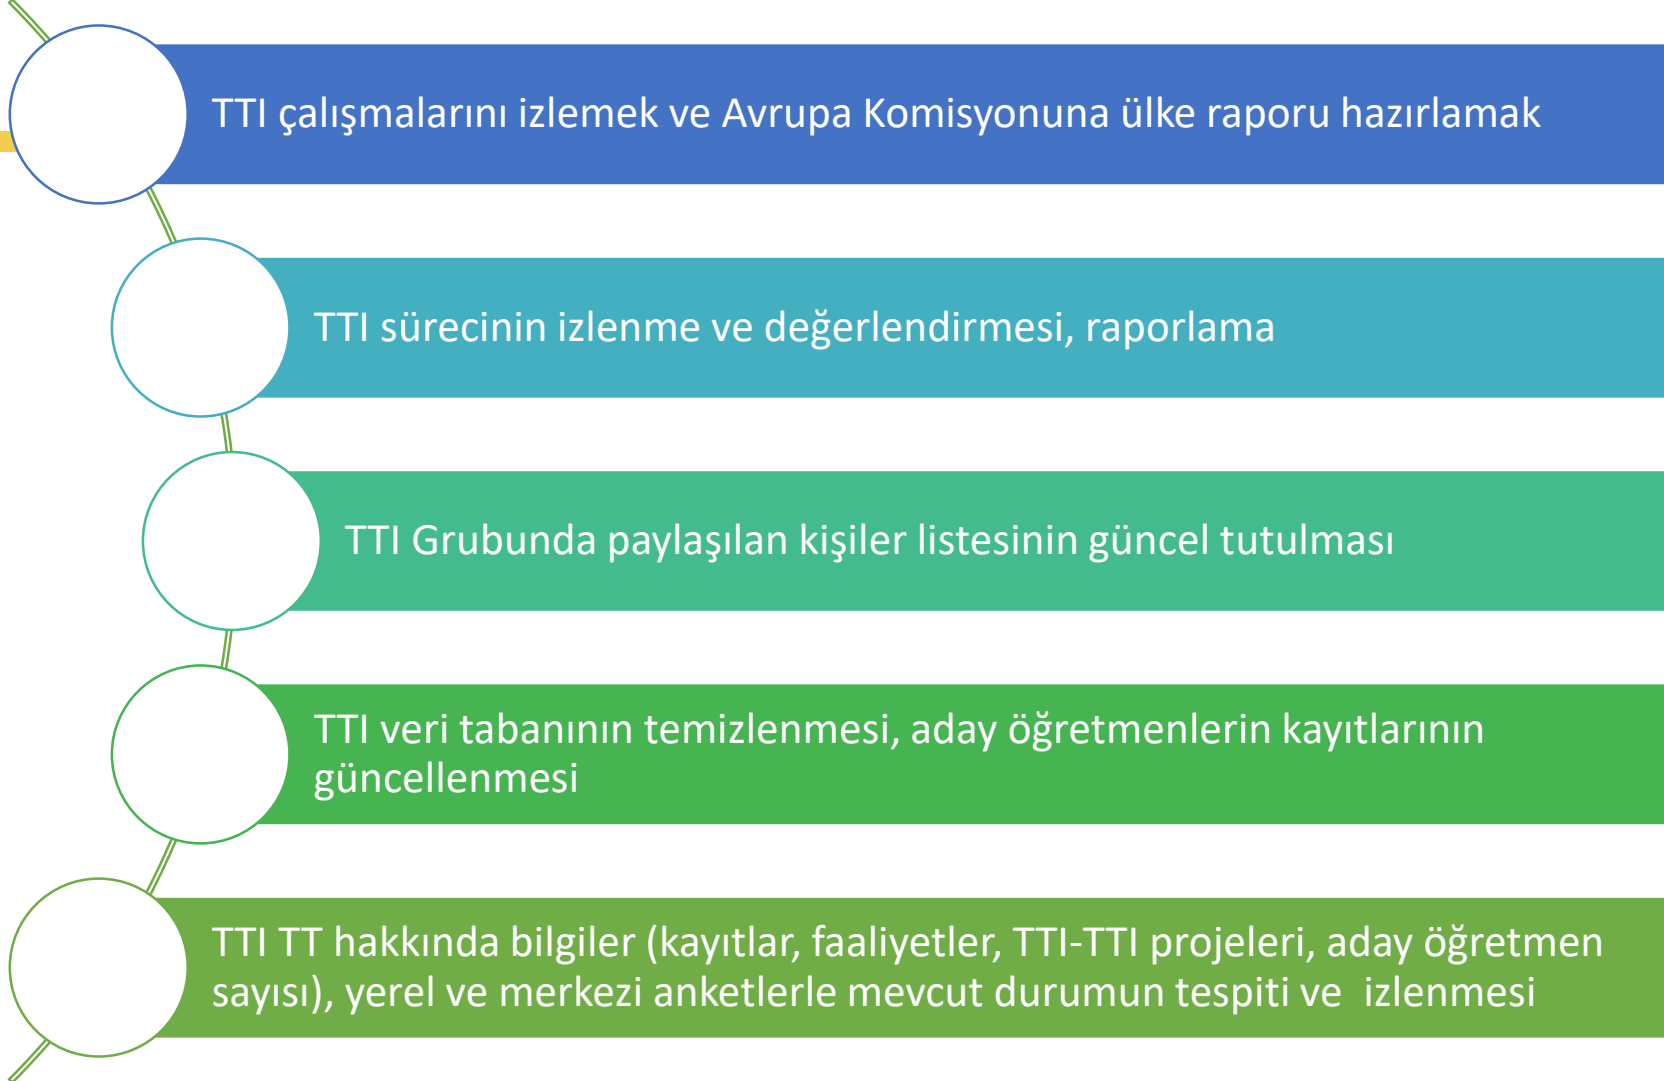 TTI çalışmalarını izlemek ve Avrupa Komisyonuna ülke raporu hazırlamak
TTI sürecinin izlenme ve değerlendirmesi, raporlama
TTI Grubunda paylaşılan kişiler listesinin güncel tutulması
TTI veri tabanının temizlenmesi, aday öğretmenlerin kayıtlarının
güncellenmesi
TTI TT hakkında bilgiler (kayıtlar, faaliyetler, TTI-TTI projeleri, aday öğretmen
sayısı), yerel ve merkezi anketlerle mevcut durumun tespiti ve  izlenmesi